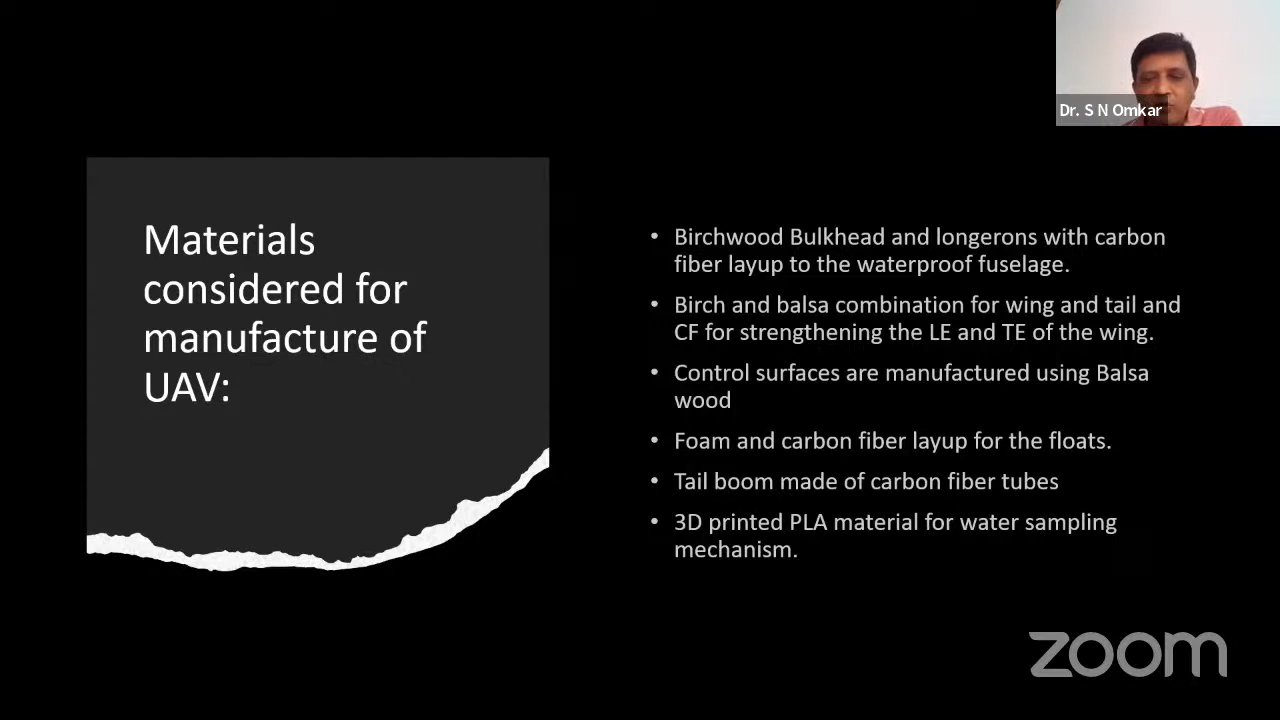 Dr. S N Omkar
Materials
considered for
manufacture of
UAV:
• Birchwood Bulkhead and longerons with carbon
fiber layup to the waterproof fuselage.
• Birch and balsa combination for wing and tail and
CF for strengthening the LE and TE of the wing.
• Control surfaces are manufactured using Balsa
wood
• Foam and carbon fiber layup for the floats.
• Tail boom made of carbon fiber tubes
• 3D printed PLA material for water sampling
mechanism.
zoom